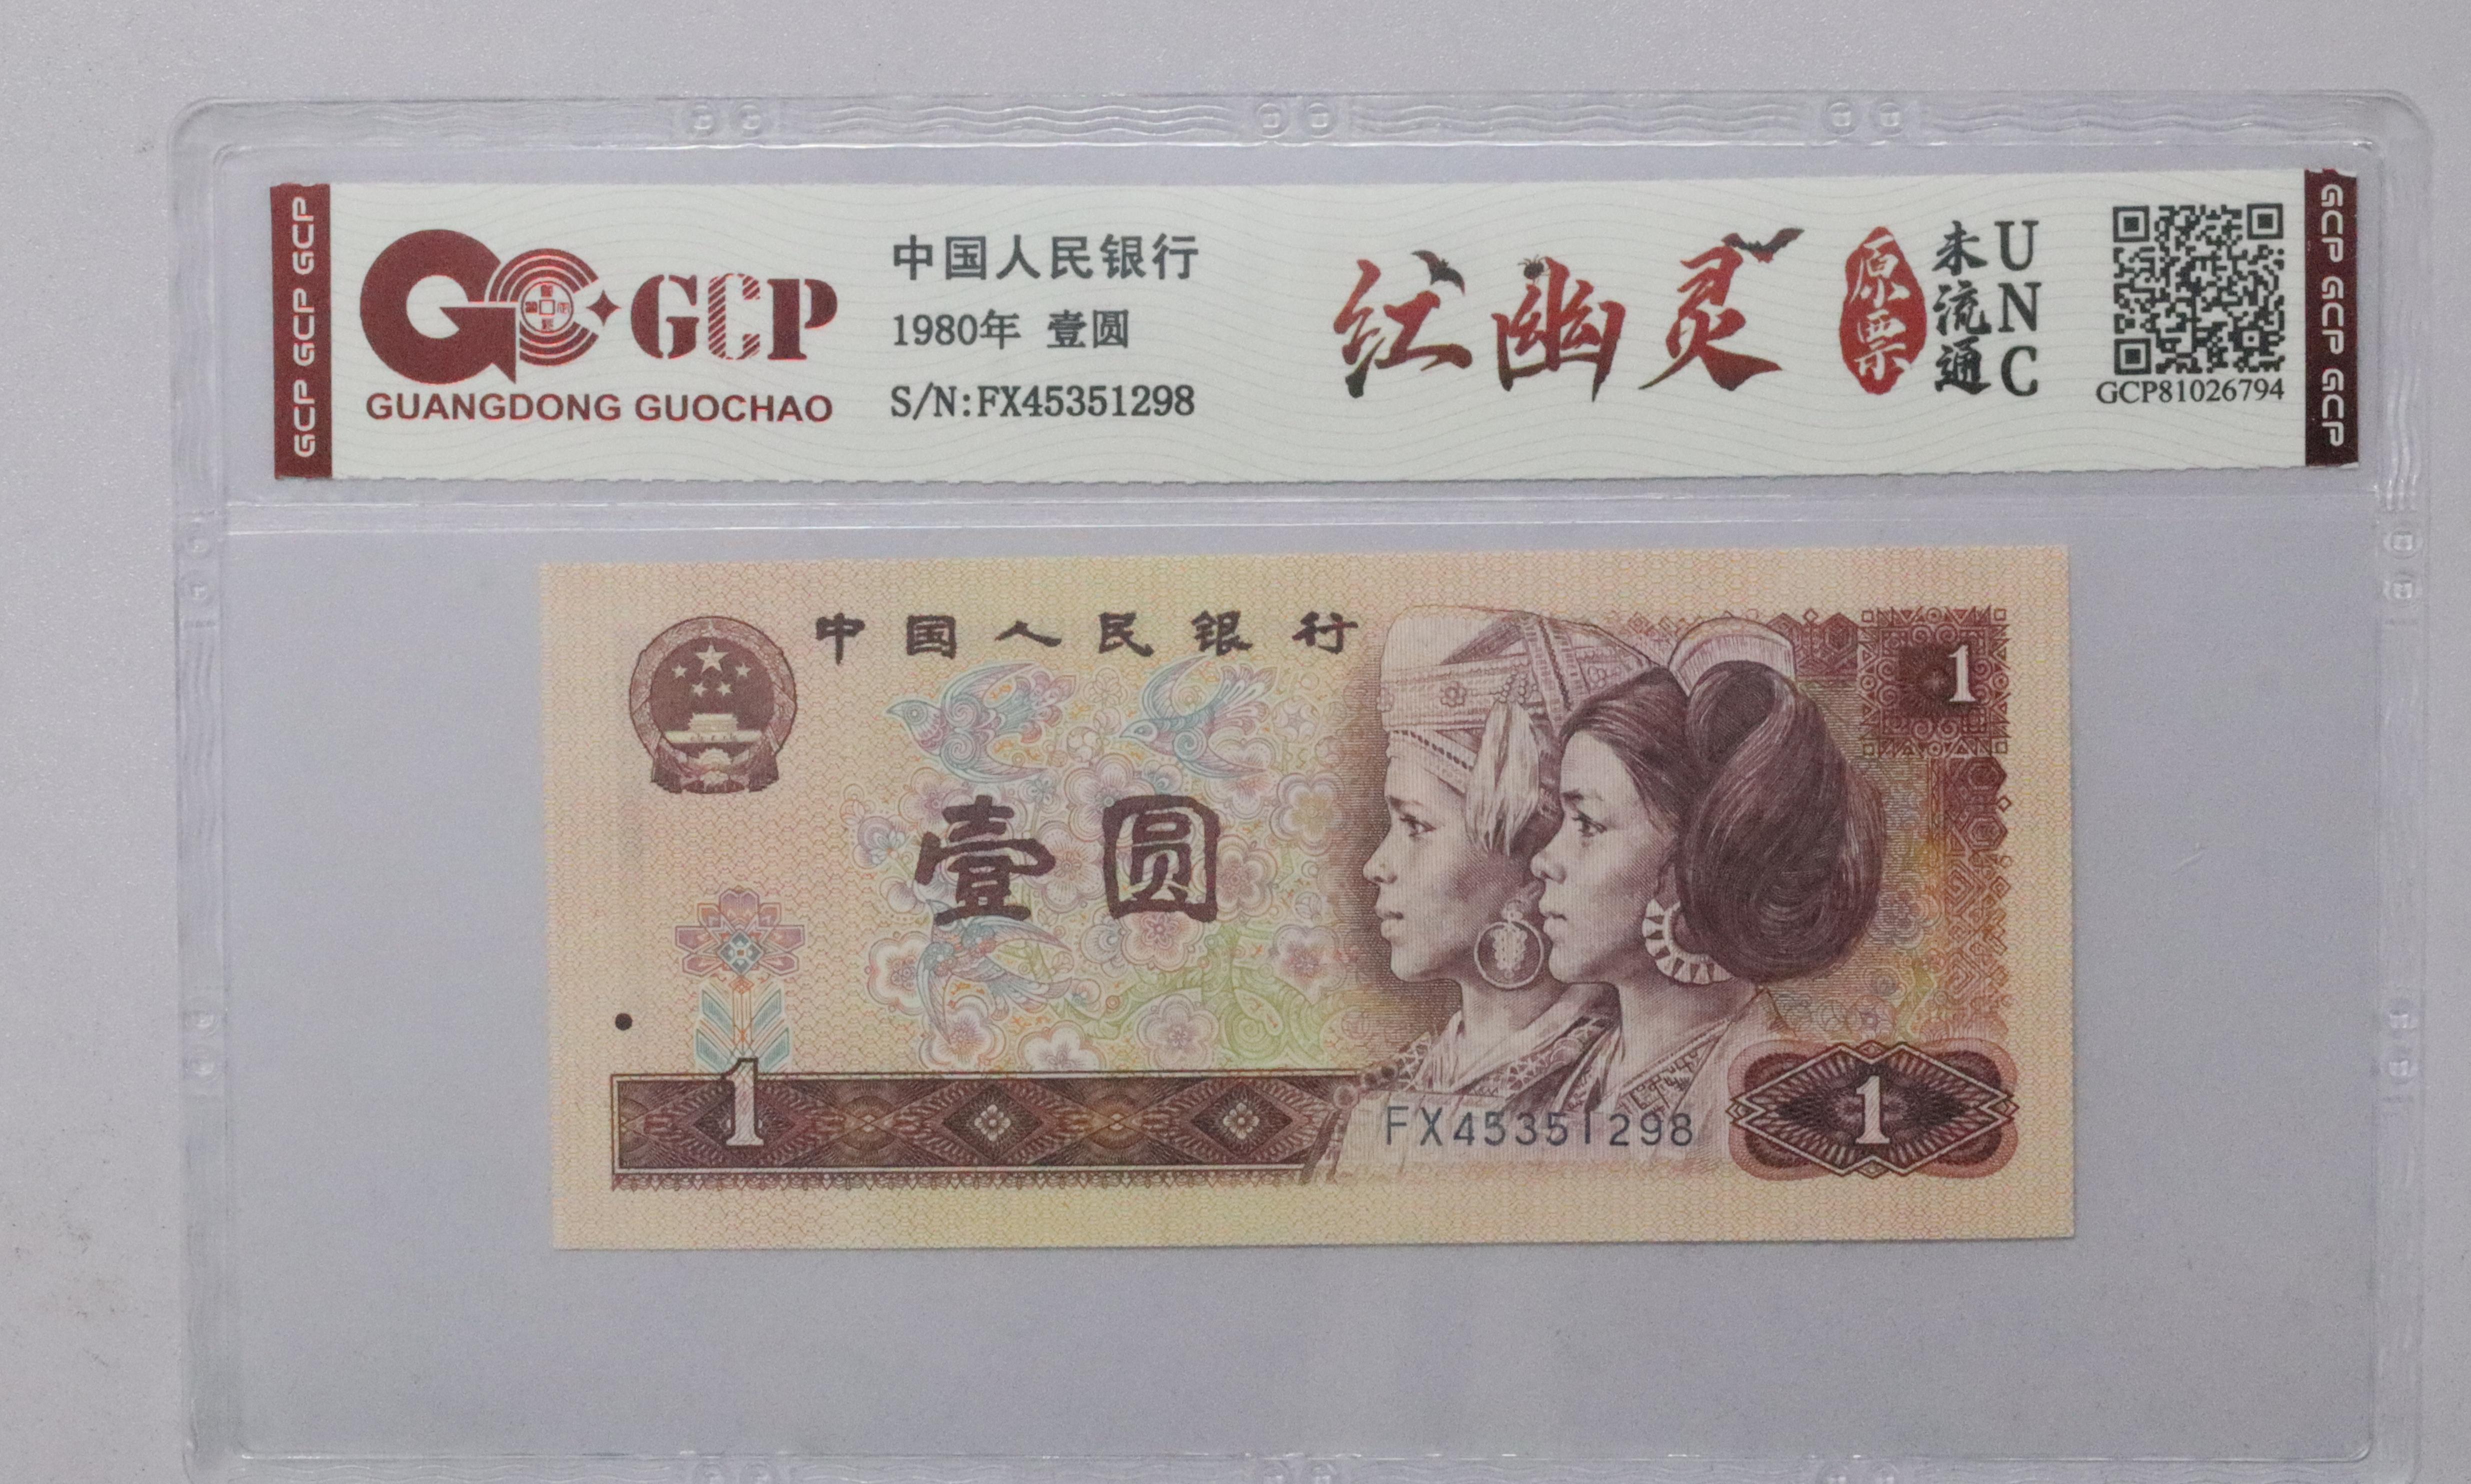 GCP GCP GCP
GCP
GUANGDONG GUOCHAO
中国人民银行
1980年 壹圆
S/N:FX45351298
红幽灵
原票
未流通
UNC
GCP81026794
GCP GCP GCP
中国人民银行
1
壹圆
1
FX45351298
1